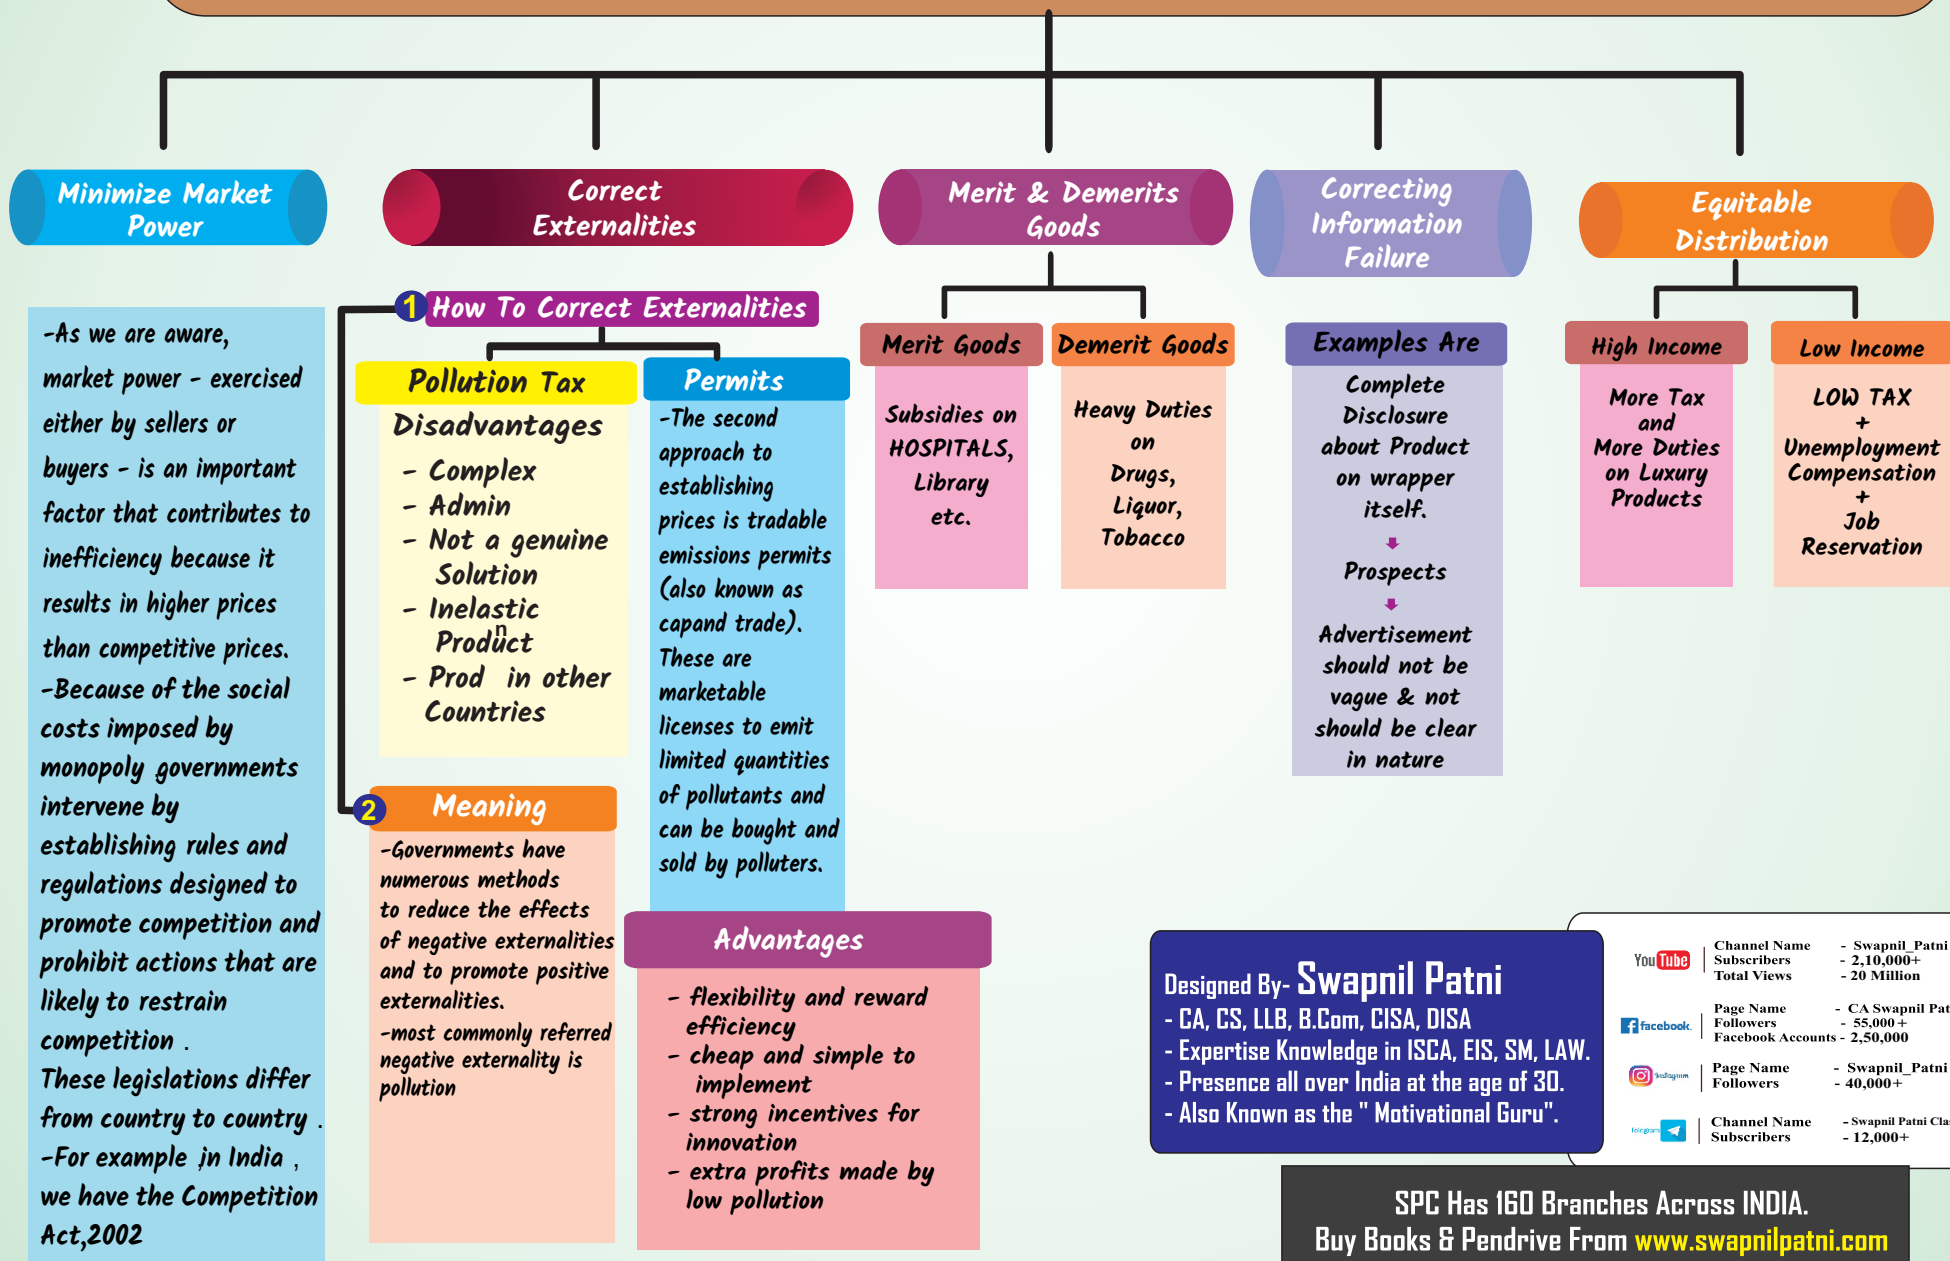 Minimize Market
Power
Correct
Externalities
Merit & Demerits
Goods
Correcting
Information
Failure
Equitable
Distribution
-As we are aware,
market power - exercised
either by sellers or
buyers - is an important
factor that contributes to
inefficiency because it
results in higher prices
than competitive prices.
-Because of the social
costs imposed by
monopoly ,governments
intervene by
establishing rules and
regulations designed to
promote competition and
prohibit actions that are
likely to restrain
competition .
These legislations differ
from country to country .
-For example ,in India ,
we have the Competition
Act,2002
1 How To Correct Externalities
Pollution Tax
Disadvantages
- Complex
- Admin
- Not a genuine
Solution
- Inelastic
Product
- Prod n in other
Countries
Permits
-The second
approach to
establishing
prices is tradable
emissions permits
(also known as
capand trade).
These are
marketable
licenses to emit
limited quantities
of pollutants and
can be bought and
sold by polluters.
2 Meaning
-Governments have
numerous methods
to reduce the effects
of negative externalities
and to promote positive
externalities.
-most commonly referred
negative externality is
pollution
Advantages
- flexibility and reward
efficiency
- cheap and simple to
implement
- strong incentives for
innovation
- extra profits made by
low pollution
Merit Goods
Subsidies on
HOSPITALS,
Library
etc.
Demerit Goods
Heavy Duties
on
Drugs,
Liquor,
Tobacco
Examples Are
Complete
Disclosure
about Product
on wrapper
itself.
Prospects
Advertisement
should not be
vague & not
should be clear
in nature
High Income
More Tax
and
More Duties
on Luxury
Products
Low Income
LOW TAX
+
Unemployment
Compensation
+
Job
Reservation
Designed By- Swapnil Patni
- CA, CS, LLB, B.Com, CISA, DISA
- Expertise Knowledge in ISCA, EIS, SM, LAW.
- Presence all over India at the age of 30.
- Also Known as the " Motivational Guru".
YouTube
Channel Name - Swapnil_Patni
Subscribers - 2,10,000+
Total Views - 20 Million
facebook.
Page Name - CA Swapnil Pat
Followers - 55,000+
Facebook Accounts - 2,50,000
Instagram
Page Name - Swapnil_Patni
Followers - 40,000+
Telegram
Channel Name - Swapnil Patni Cla
Subscribers - 12,000+
SPC Has 160 Branches Across INDIA.
Buy Books & Pendrive From www.swapnilpatni.com